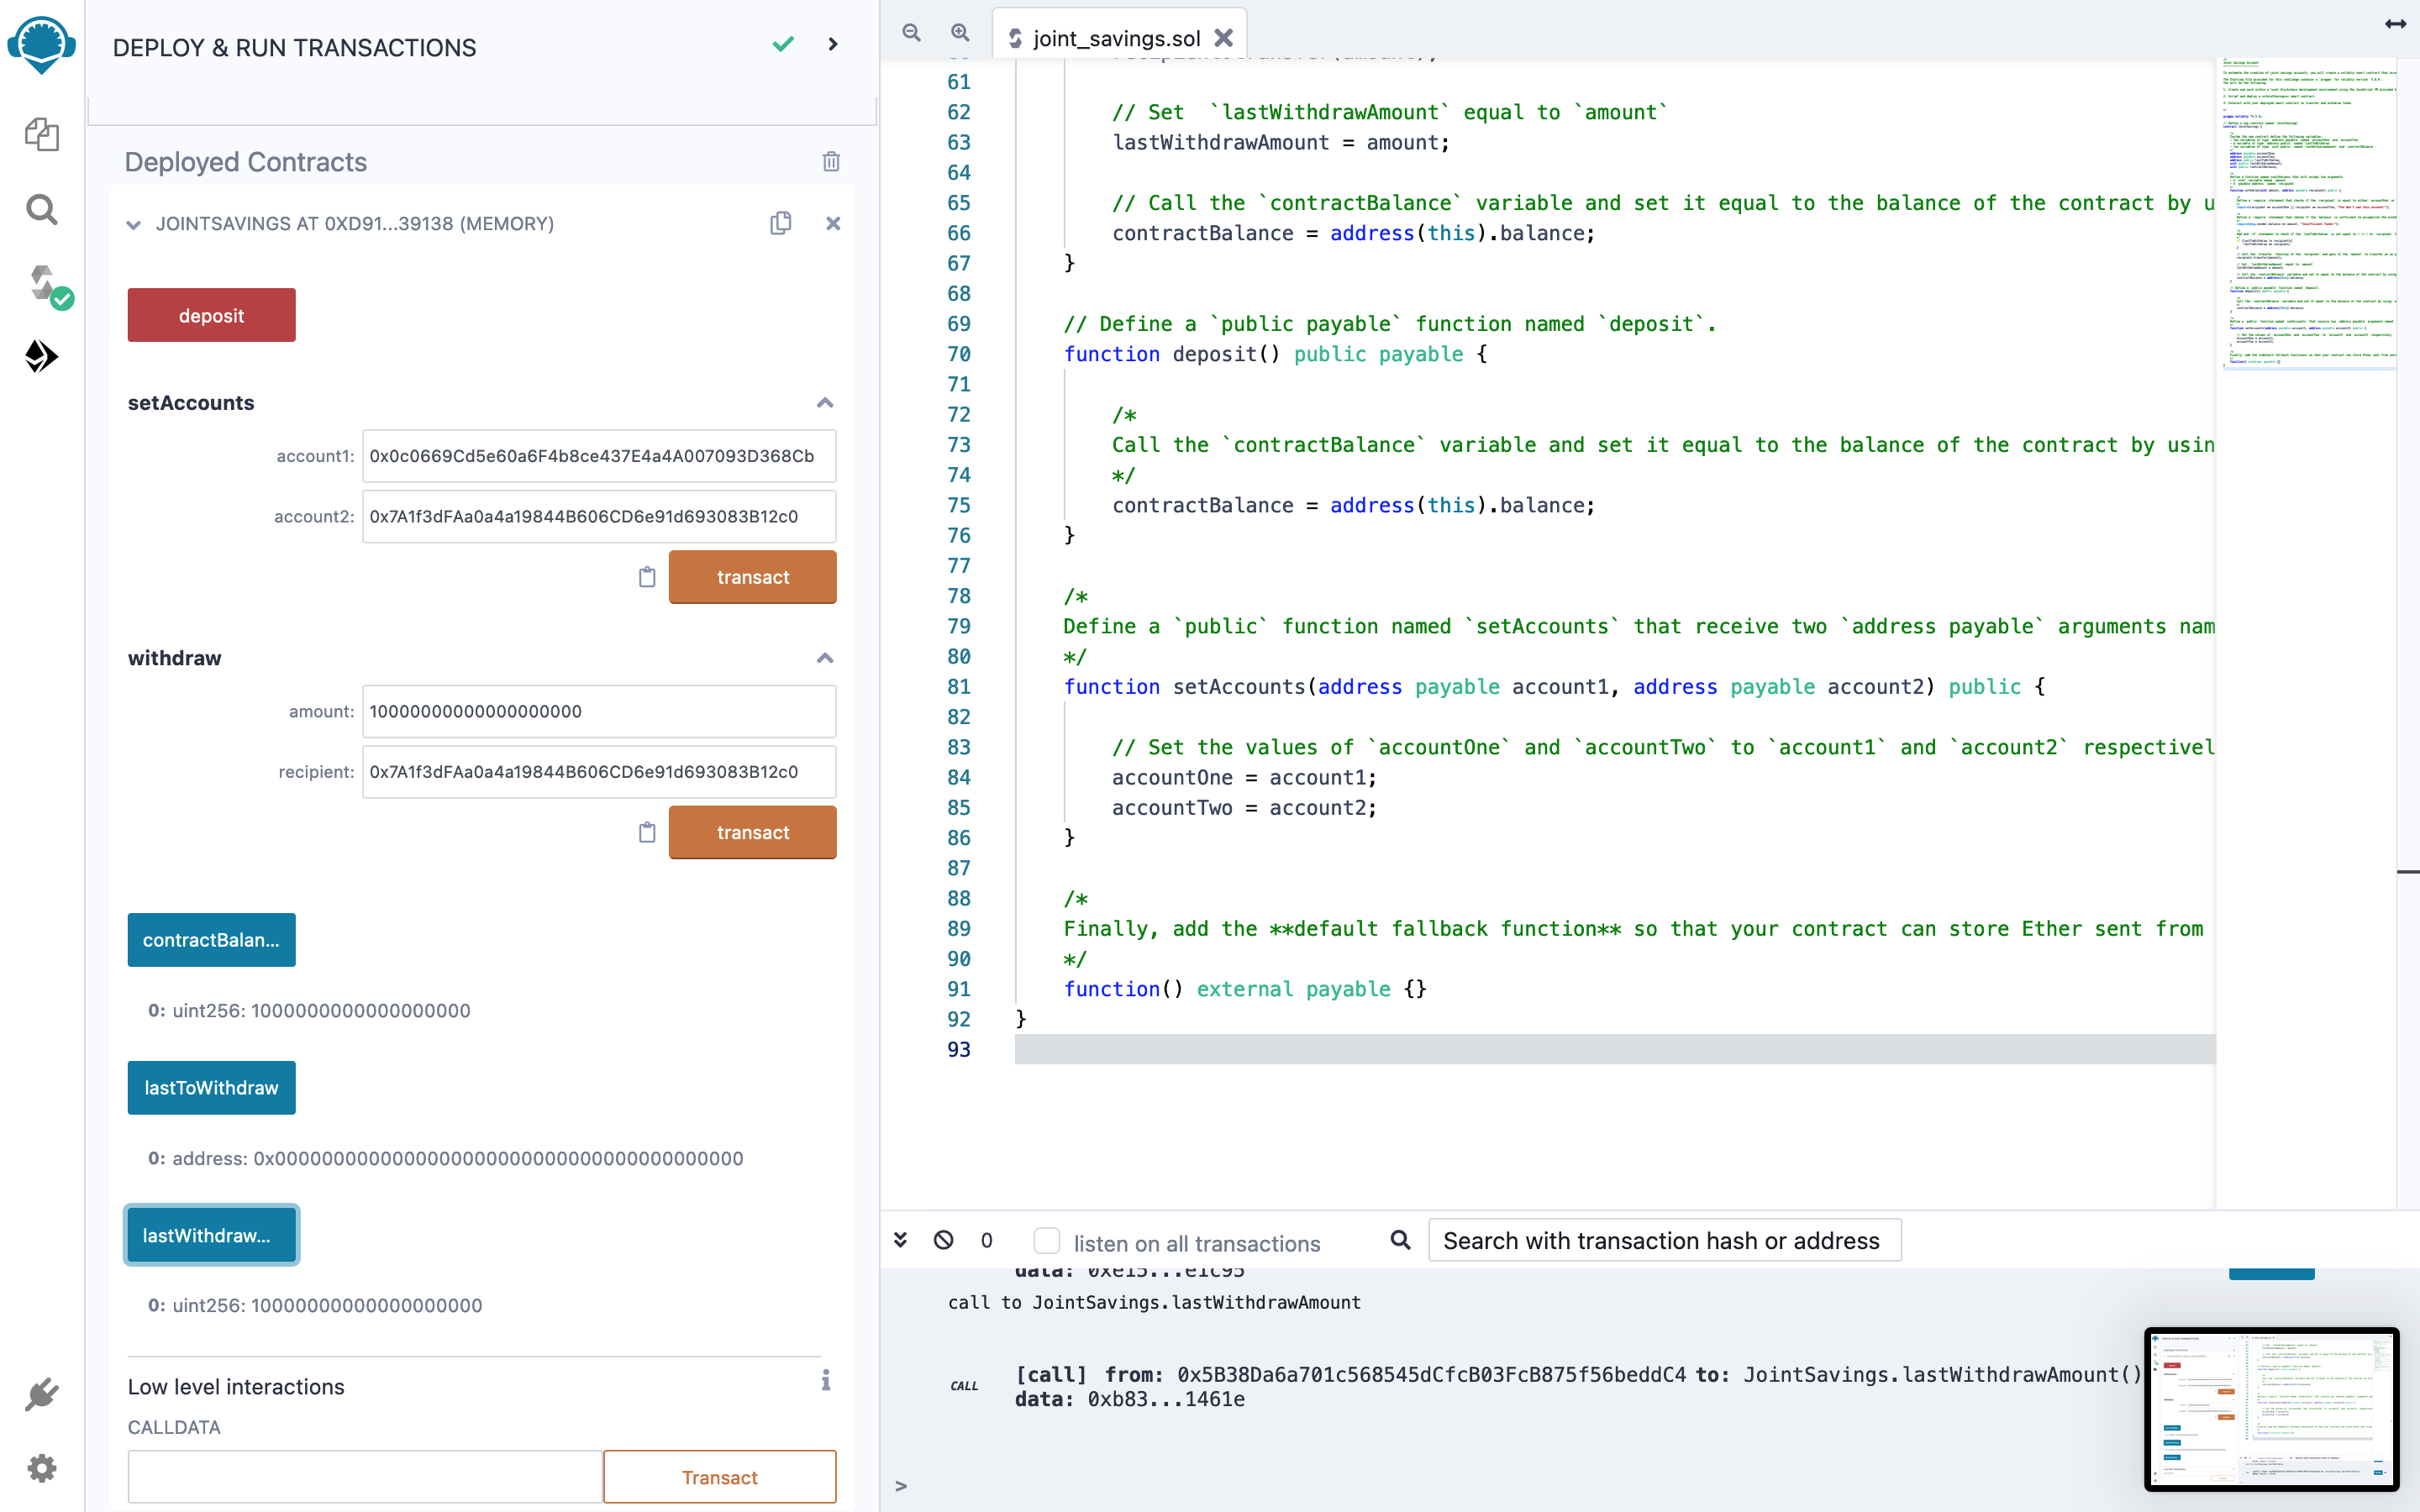 DEPLOY & RUN TRANSACTIONS
Deployed Contracts
JOINTSAVINGS AT 0XD91...39138 (MEMORY)
deposit
setAccounts
account1: 0x0c0669Cd5e60a6F4b8ce437E4a4A007093D368Cb
account2: 0x7A1f3dFAa0a4a19844B606CD6e91d693083B12c0
transact
withdraw
amount: 10000000000000000000
recipient: 0x7A1f3dFAa0a4a19844B606CD6e91d693083B12c0
transact
contractBalan...
0: uint256: 1000000000000000000
lastToWithdraw
0: address: 0x0000000000000000000000000000000000000000
lastWithdraw...
0: uint256: 10000000000000000000
Low level interactions
CALLDATA
Transact
joint_savings.sol
61
62 // Set  `lastWithdrawAmount` equal to `amount`
63 lastWithdrawAmount = amount;
64
65 // Call the `contractBalance` variable and set it equal to the balance of the contract by u
66 contractBalance = address(this).balance;
67 }
68
69 // Define a `public payable` function named `deposit`.
70 function deposit() public payable {
71
72 /*
73 Call the `contractBalance` variable and set it equal to the balance of the contract by usin
74 */
75 contractBalance = address(this).balance;
76 }
77
78 /*
79 Define a `public` function named `setAccounts` that receive two `address payable` arguments nam
80 */
81 function setAccounts(address payable account1, address payable account2) public {
82
83 // Set the values of `accountOne` and `accountTwo` to `account1` and `account2` respectivel
84 accountOne = account1;
85 accountTwo = account2;
86 }
87
88 /*
89 Finally, add the **default fallback function** so that your contract can store Ether sent from
90 */
91 function() external payable {}
92 }
93
0 listen on all transactions Search with transaction hash or address
data: 0xe15...e1c95
call to JointSavings.lastWithdrawAmount
CALL [call] from: 0x5B38Da6a701c568545dCfcB03FcB875f56beddC4 to: JointSavings.lastWithdrawAmount()
data: 0xb83...1461e
>